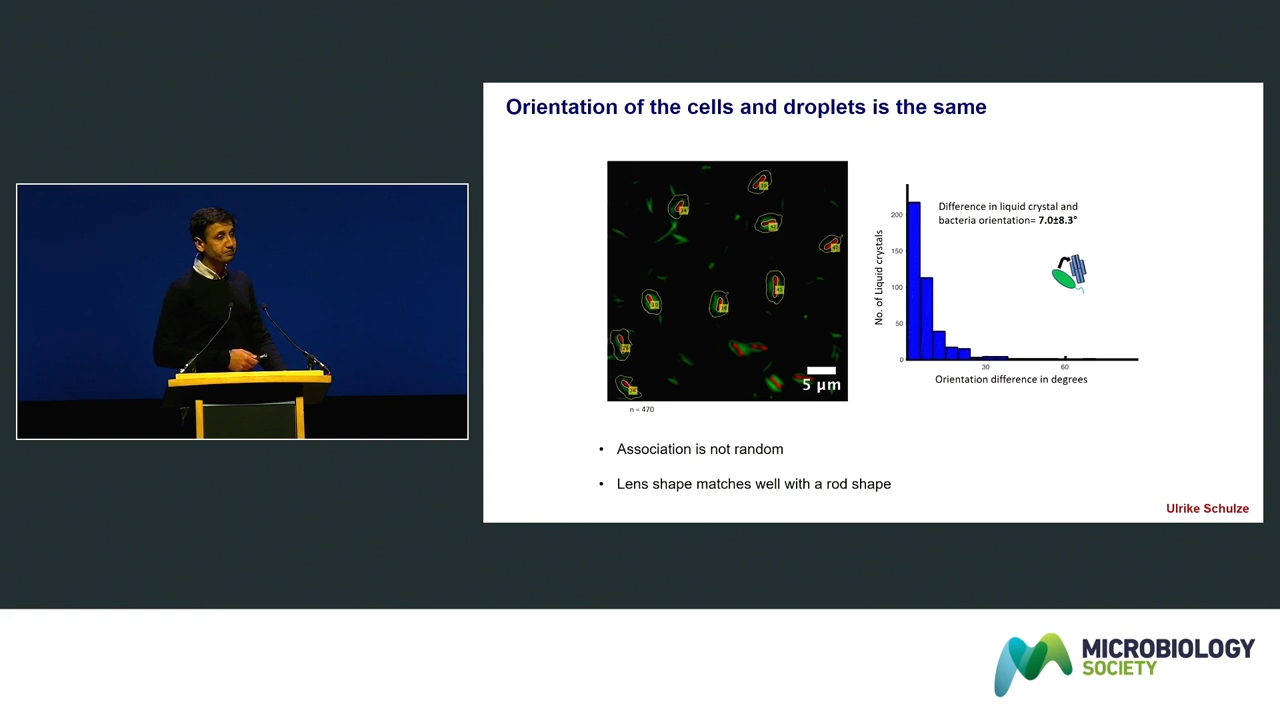 Orientation of the cells and droplets is the same
Difference in liquid crystal and
bacteria orientation= 7.0±8.3°
No. of Liquid crystals
200
150
100
50
0
30
60
Orientation difference in degrees
5 µm
n = 470
• Association is not random
• Lens shape matches well with a rod shape
Ulrike Schulze
MICROBIOLOGY
SOCIETY